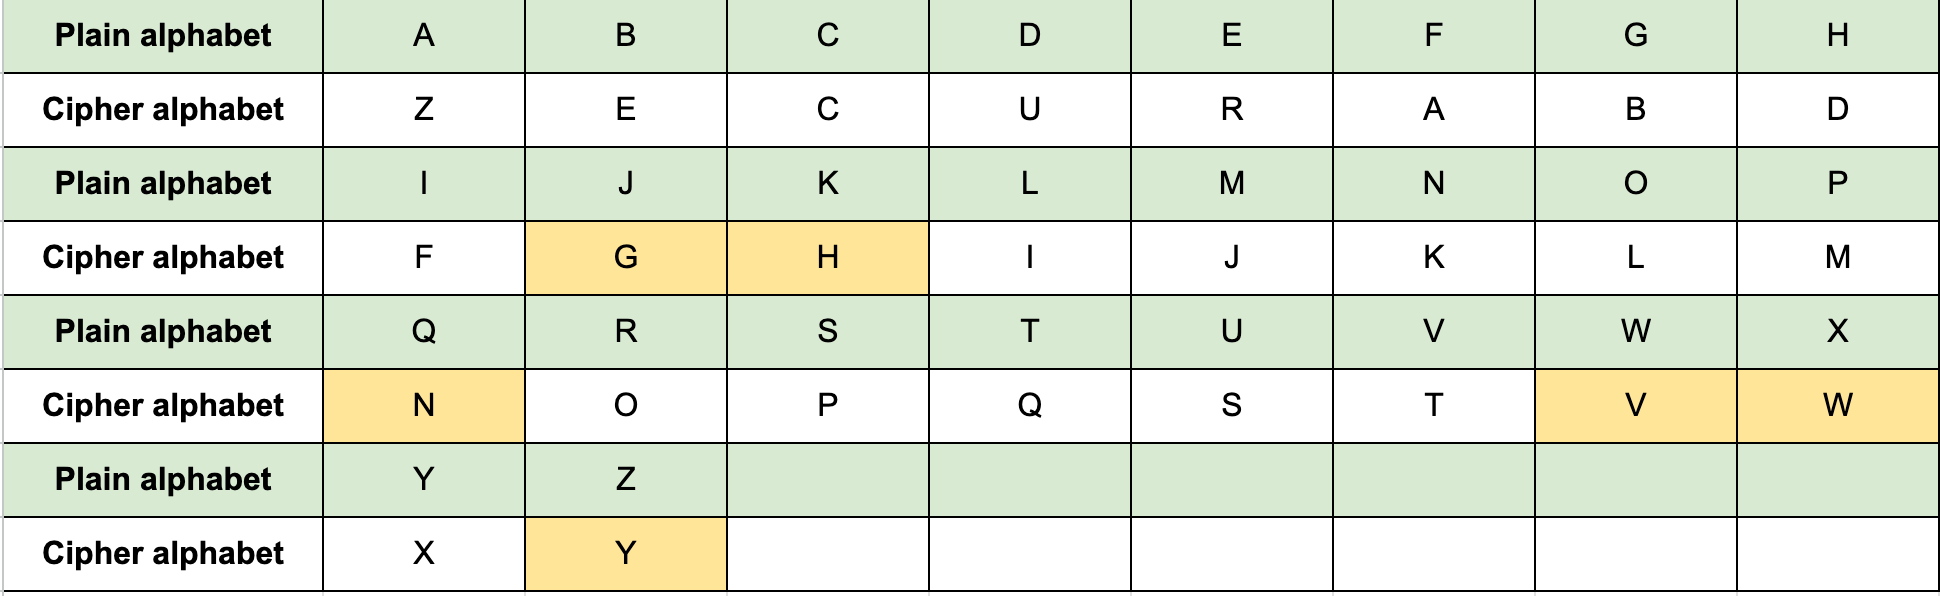 Plain alphabet A B C D E F G H
Cipher alphabet Z E C U R A B D
Plain alphabet I J K L M N O P
Cipher alphabet F G H I J K L M
Plain alphabet Q R S T U V W X
Cipher alphabet N O P Q S T V W
Plain alphabet Y Z
Cipher alphabet X Y